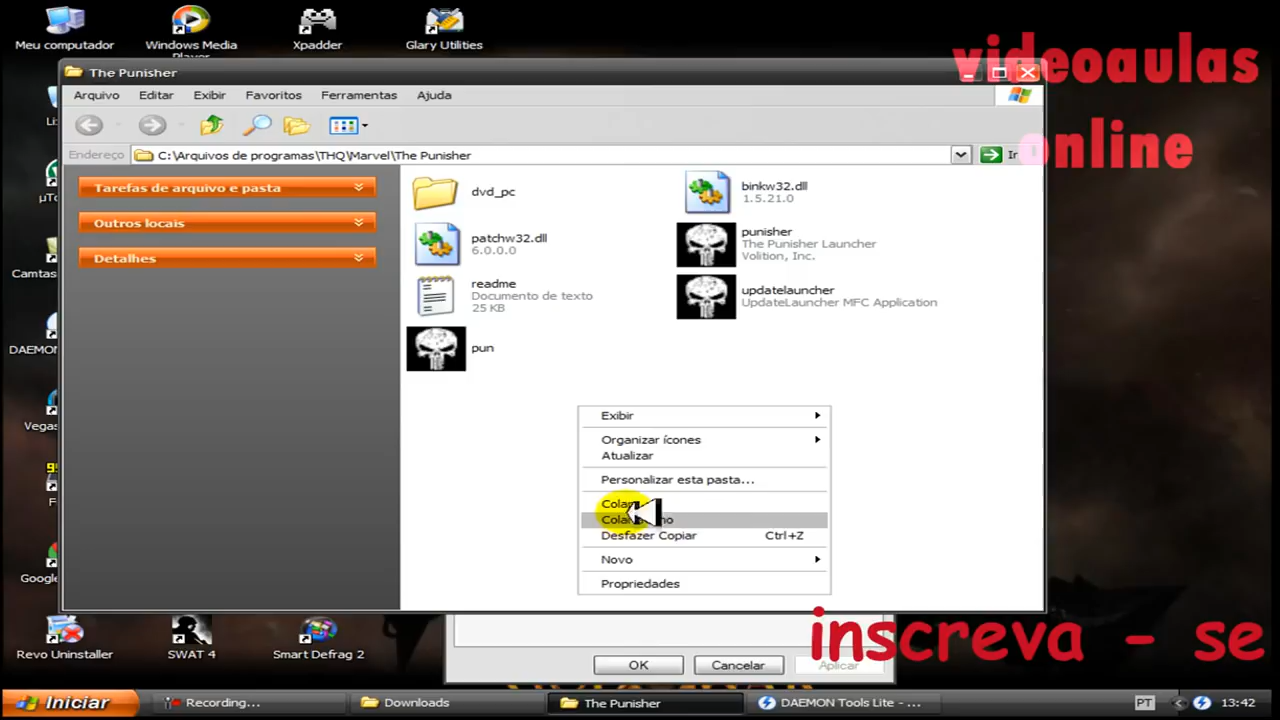 Meu computador
Windows Media
Player
Xpadder
Glary Utilities
videoaulas
online
The Punisher
Arquivo Editar Exibir Favoritos Ferramentas Ajuda
Endereço C:\Arquivos de programas\THQ\Marvel\The Punisher Ir
Tarefas de arquivo e pasta
Outros locais
Detalhes
dvd_pc
binkw32.dll
1.5.21.0
patchw32.dll
6.0.0.0
punisher
The Punisher Launcher
Volition, Inc.
readme
Documento de texto
25 KB
updatelauncher
UpdateLauncher MFC Application
pun
Exibir
Organizar ícones
Atualizar
Personalizar esta pasta...
Desfazer Copiar Ctrl+Z
Novo
Propriedades
Li
µTo
Camtas
DAEMON
Vegas
F
Google
Revo Uninstaller
SWAT 4
Smart Defrag 2
OK Cancelar Aplicar
inscreva - se
Iniciar Recording... Downloads The Punisher DAEMON Tools Lite - ... PT 13:42